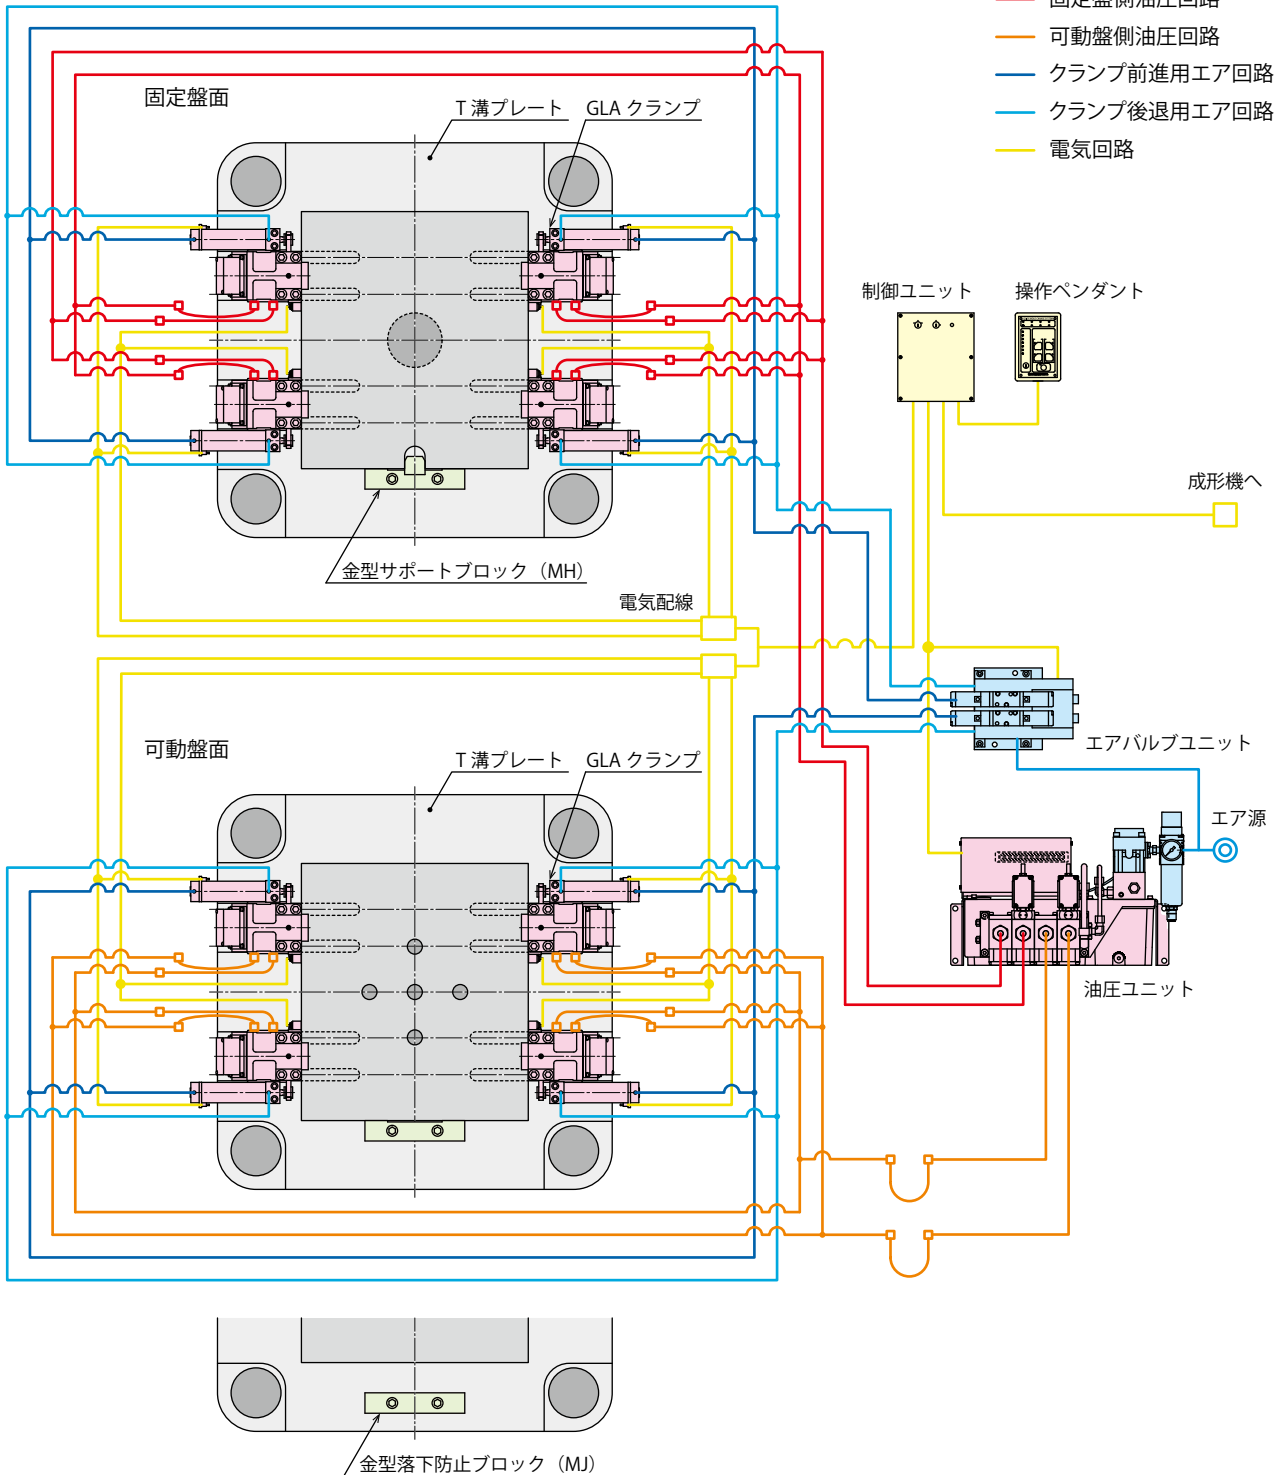 固定盤側油圧回路
可動盤側油圧回路
クランプ前進用エア回路
クランプ後退用エア回路
電気回路
固定盤面
T 溝プレート
GLA クランプ
制御ユニット
操作ペンダント
成形機へ
金型サポートブロック（MH）
電気配線
エアバルブユニット
可動盤面
T 溝プレート
GLA クランプ
エア源
油圧ユニット
金型落下防止ブロック（MJ）